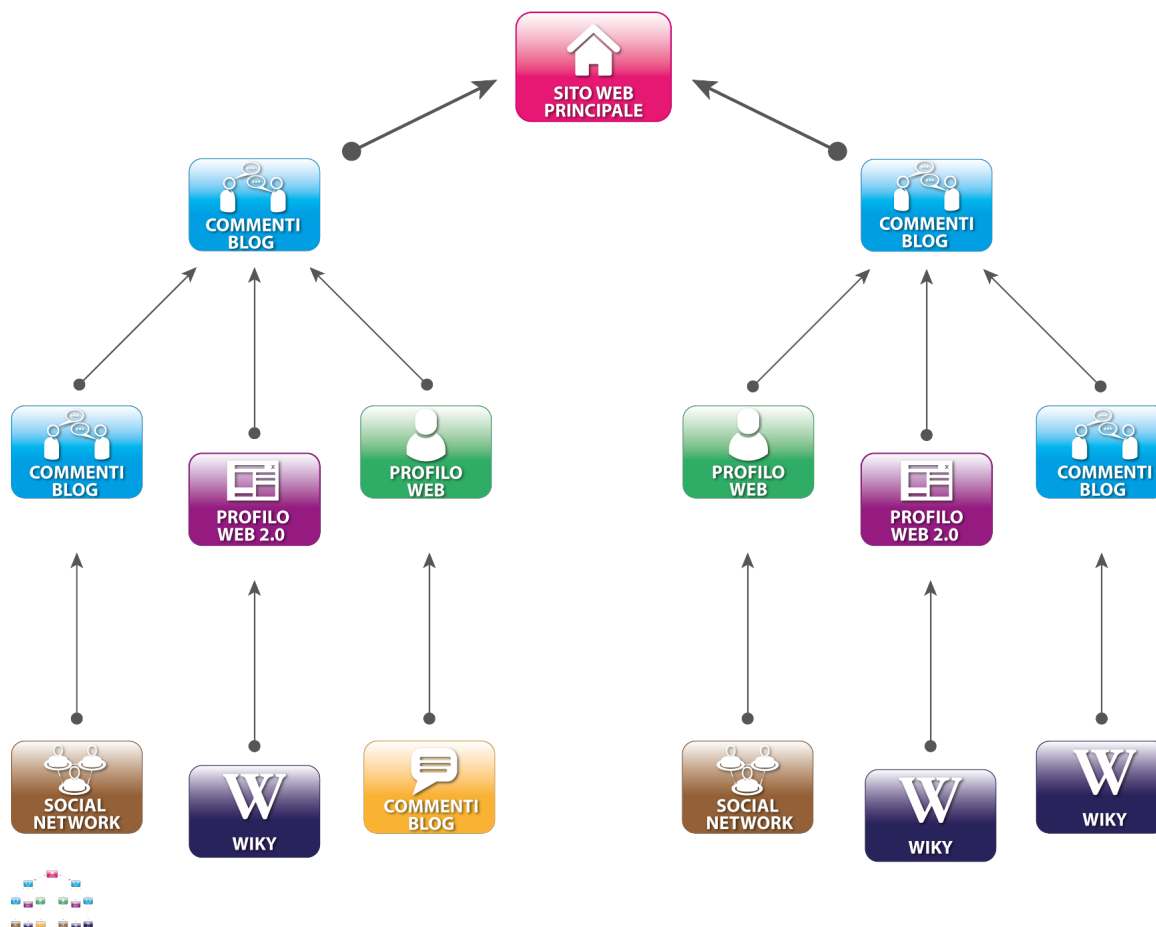 SITO WEB
PRINCIPALE
COMMENTI
BLOG
COMMENTI
BLOG
COMMENTI
BLOG
PROFILO
WEB 2.0
PROFILO
WEB
PROFILO
WEB
PROFILO
WEB 2.0
COMMENTI
BLOG
SOCIAL
NETWORK
W
WIKY
COMMENTI
BLOG
SOCIAL
NETWORK
W
WIKY
W
WIKY